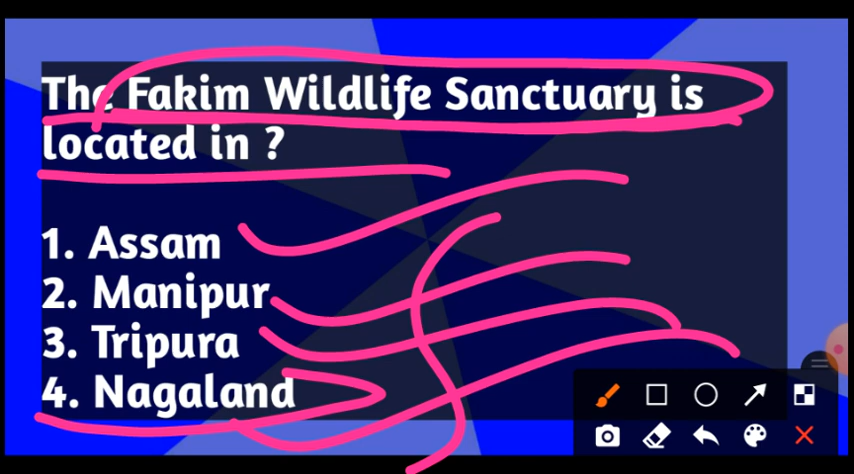 The Fakim Wildlife Sanctuary is
located in ?
1. Assam
2. Manipur
3. Tripura
4. Nagaland